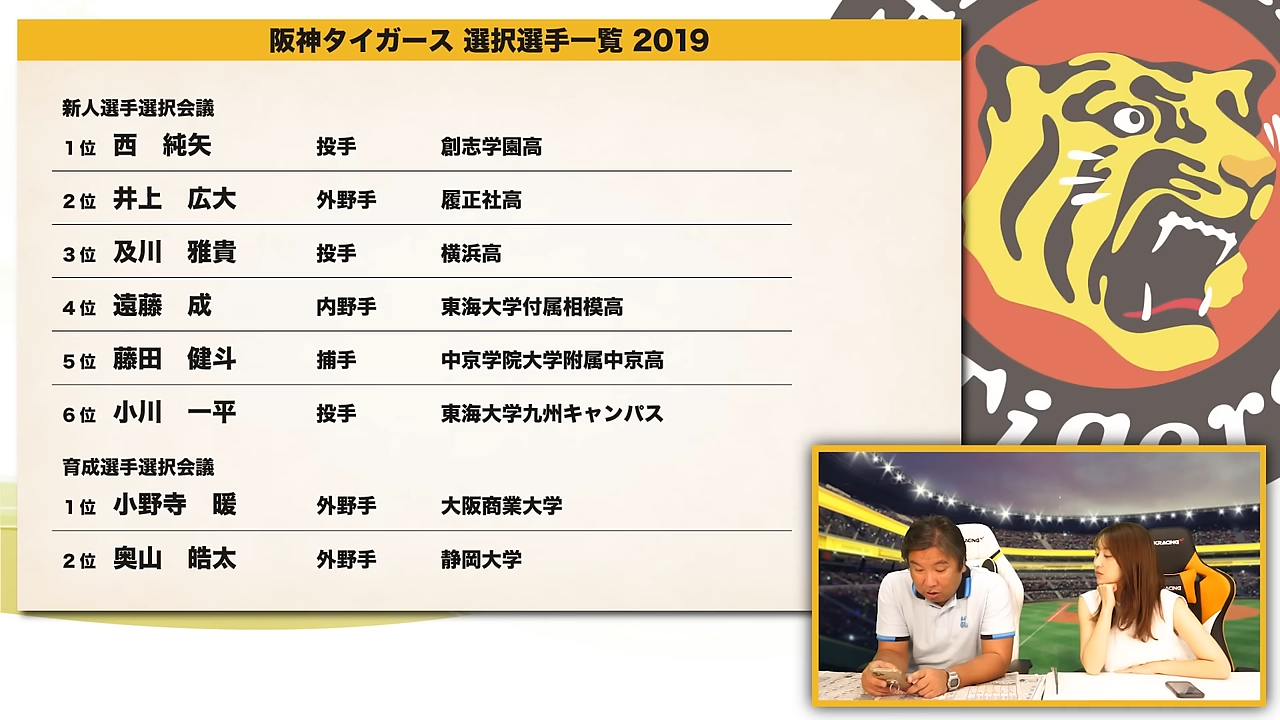 阪神タイガース 選択選手一覧 2019
新人選手選択会議
1位 西 純矢 投手 創志学園高
2位 井上 広大 外野手 履正社高
3位 及川 雅貴 投手 横浜高
4位 遠藤 成 内野手 東海大学付属相模高
5位 藤田 健斗 捕手 中京学院大学附属中京高
6位 小川 一平 投手 東海大学九州キャンパス
育成選手選択会議
1位 小野寺 暖 外野手 大阪商業大学
2位 奥山 皓太 外野手 静岡大学
Tigers